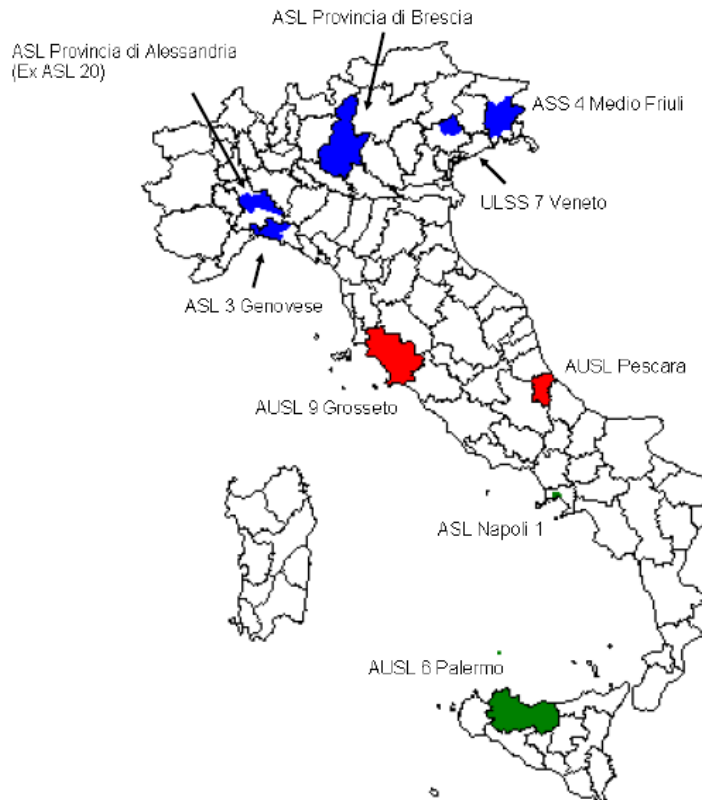 ASL Provincia di Brescia
ASL Provincia di Alessandria
(Ex ASL 20)
ASS 4 Medio Friuli
ULSS 7 Veneto
ASL 3 Genovese
AUSL Pescara
AUSL 9 Grosseto
ASL Napoli 1
AUSL 6 Palermo